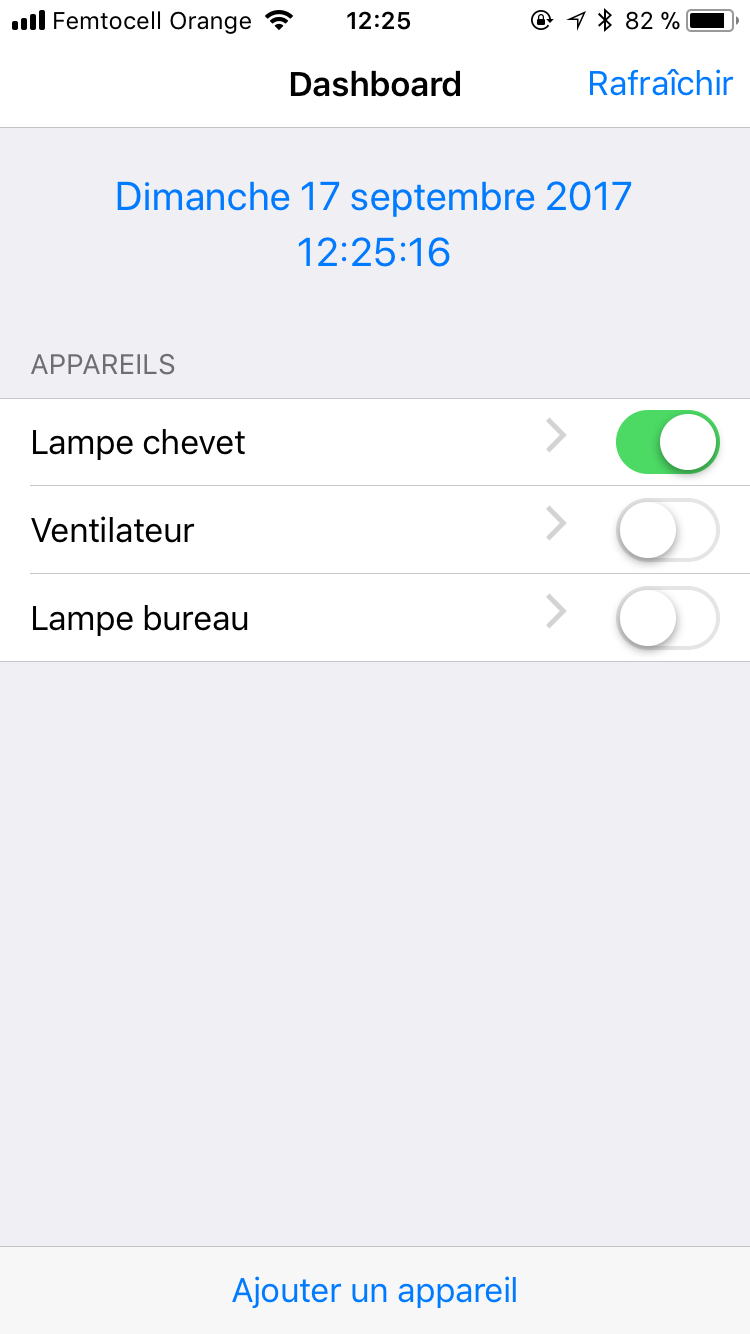 Femtocell Orange 12:25 82 %
Dashboard Rafraîchir
Dimanche 17 septembre 2017
12:25:16
APPAREILS
Lampe chevet
Ventilateur
Lampe bureau
Ajouter un appareil